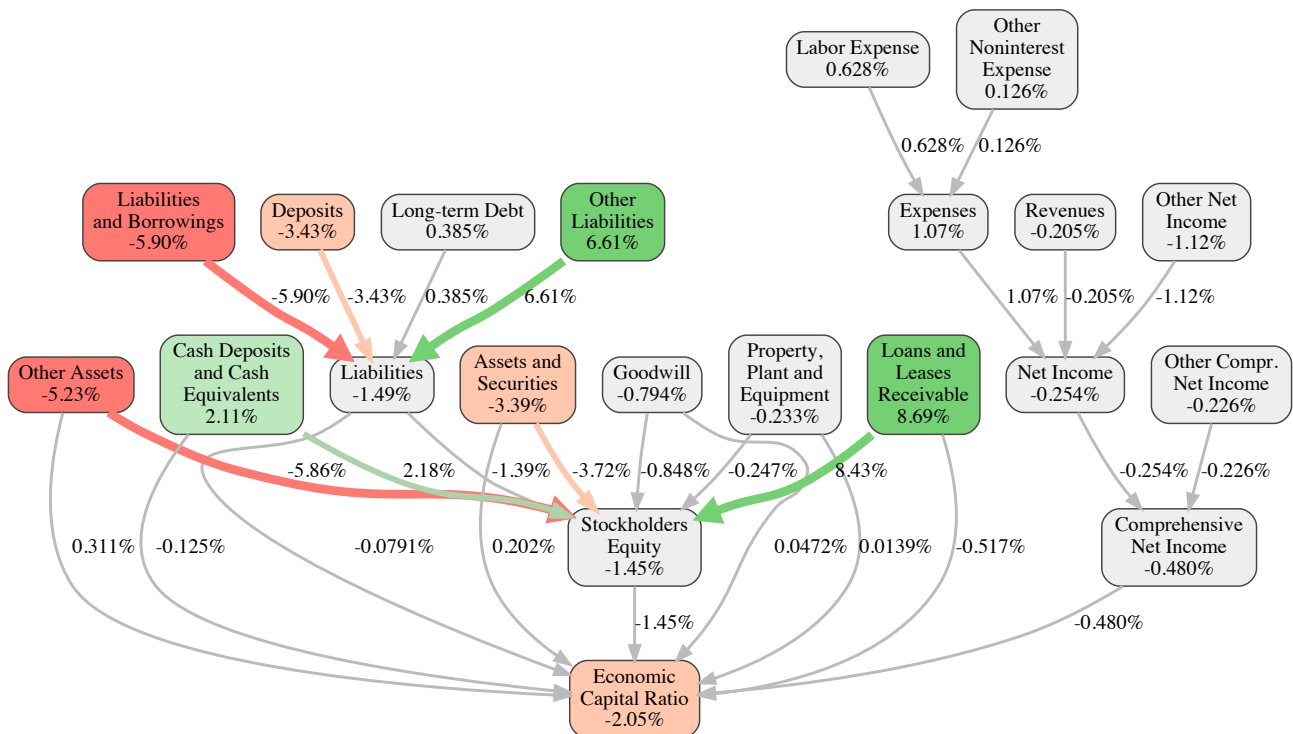 Labor Expense
0.628%
Other
Noninterest
Expense
0.126%
0.628%
0.126%
Liabilities
and Borrowings
-5.90%
Deposits
-3.43%
Long-term Debt
0.385%
Other
Liabilities
6.61%
Expenses
1.07%
Revenues
-0.205%
Other Net
Income
-1.12%
-5.90%
-3.43%
0.385%
6.61%
1.07%
-0.205%
-1.12%
Other Assets
-5.23%
Cash Deposits
and Cash
Equivalents
2.11%
Liabilities
-1.49%
Assets and
Securities
-3.39%
Goodwill
-0.794%
Property,
Plant and
Equipment
-0.233%
Loans and
Leases
Receivable
8.69%
Net Income
-0.254%
Other Compr.
Net Income
-0.226%
-5.86%
2.18%
-1.39%
-3.72%
-0.848%
-0.247%
8.43%
-0.254%
-0.226%
0.311%
-0.125%
-0.0791%
0.202%
Stockholders
Equity
-1.45%
0.0472%
0.0139%
-0.517%
Comprehensive
Net Income
-0.480%
-1.45%
-0.480%
Economic
Capital Ratio
-2.05%